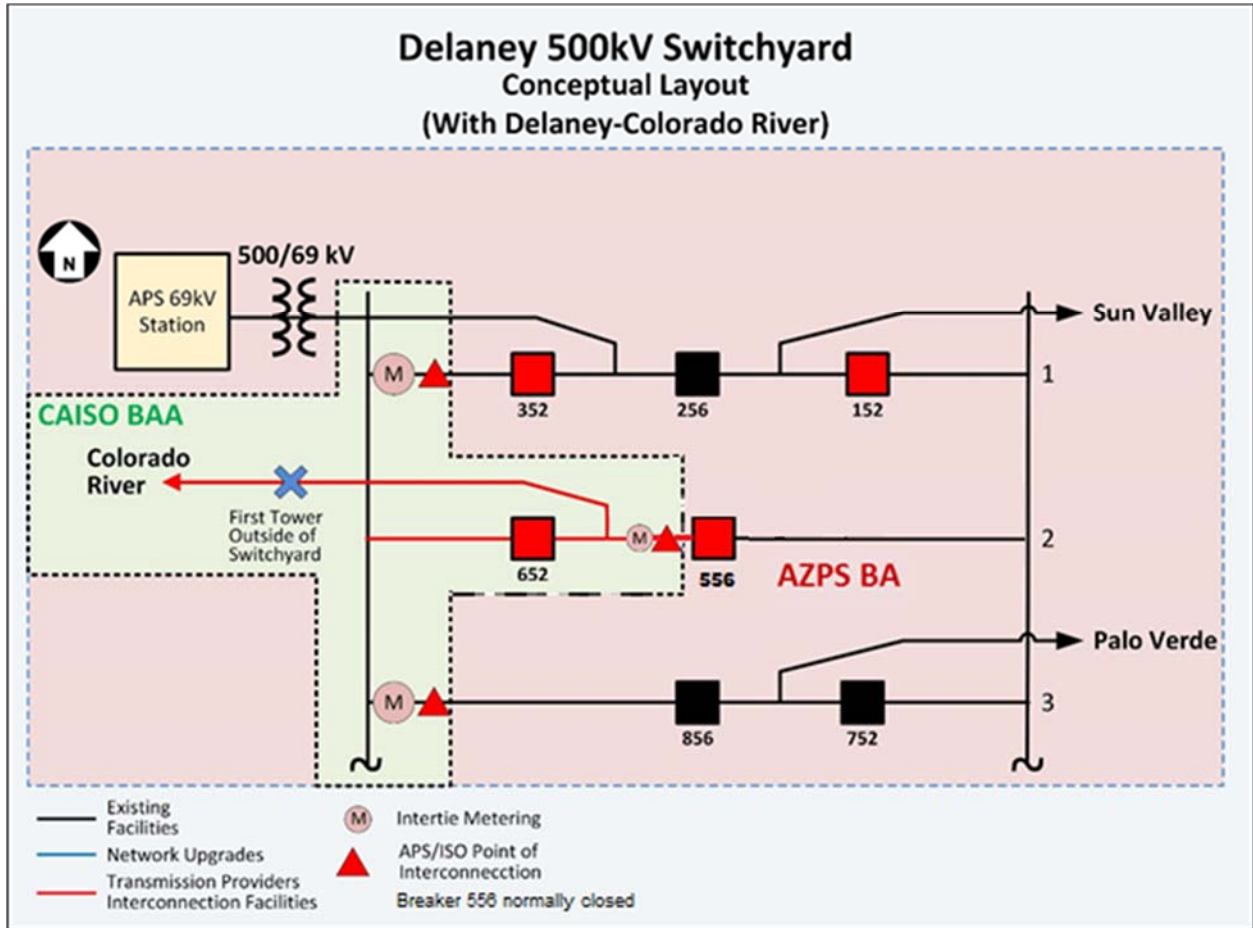 Delaney 500kV Switchyard
Conceptual Layout
(With Delaney-Colorado River)
N
500/69 kV
APS 69kV
Station
Sun Valley
M
352
256
152
1
CAISO BAA
Colorado
River
First Tower
Outside of
Switchyard
652
M
556
AZPS BA
2
Palo Verde
M
856
752
3
Existing
Facilities
Network Upgrades
Transmission Providers
Interconnection Facilities
M
Intertie Metering
APS/ISO Point of
Interconnecction
Breaker 556 normally closed